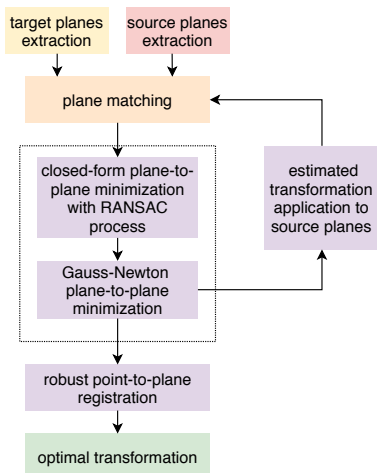 target planes
extraction
source planes
extraction
plane matching
closed-form plane-to-
plane minimization
with RANSAC
process
estimated
transformation
application to
source planes
Gauss-Newton
plane-to-plane
minimization
robust point-to-plane
registration
optimal transformation